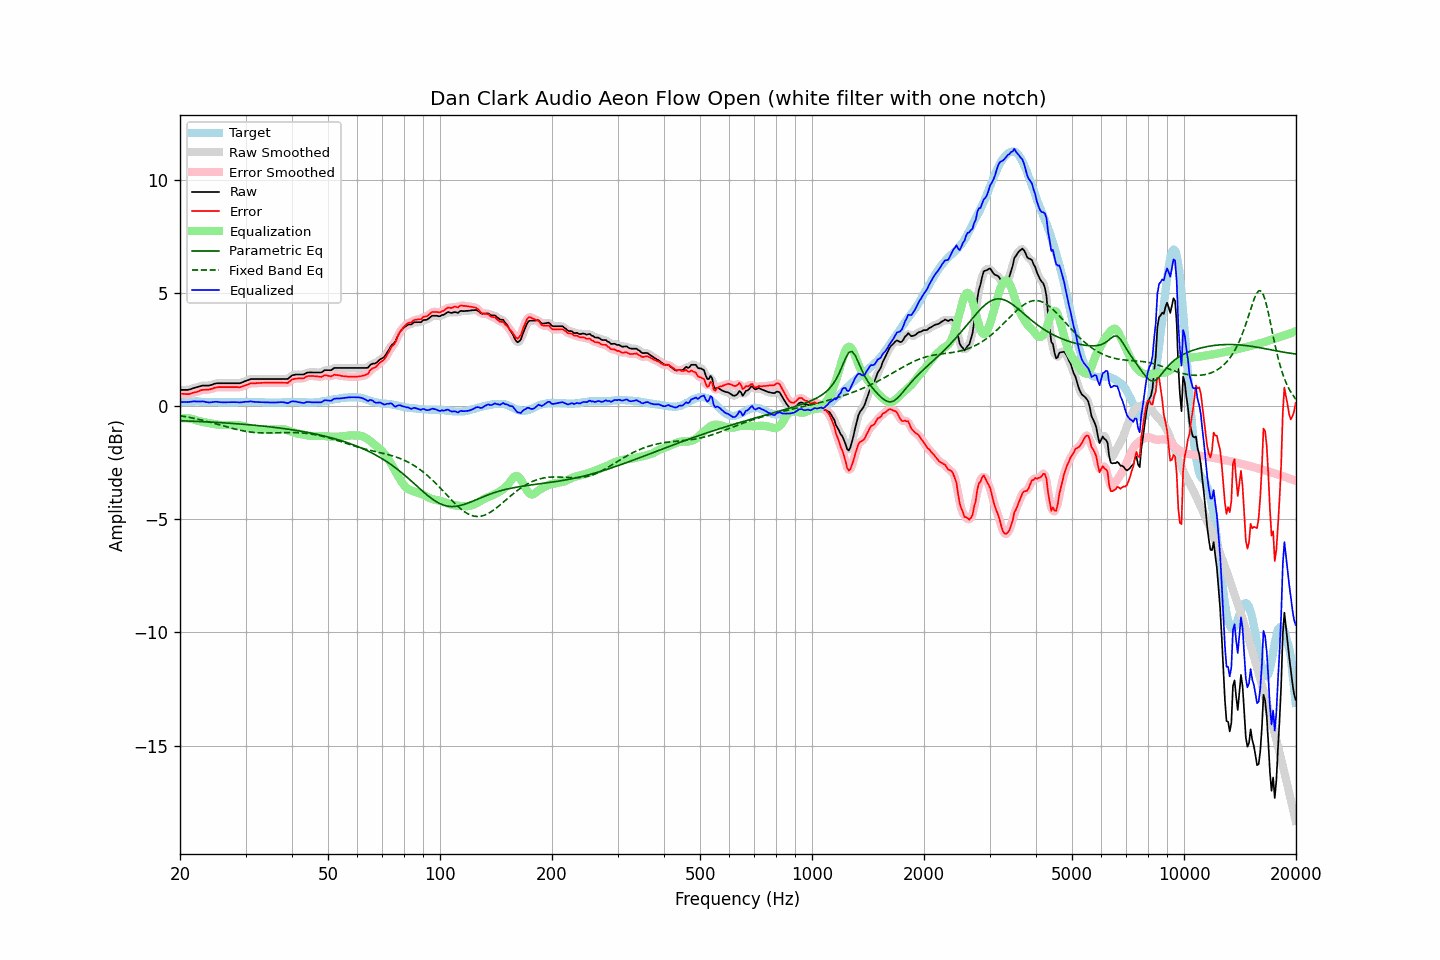 Dan Clark Audio Aeon Flow Open (white filter with one notch)
Target
Raw Smoothed
Error Smoothed
Raw
Error
Equalization
Parametric Eq
Fixed Band Eq
Equalized
10
5
0
−5
−10
−15
Amplitude (dBr)
20 50 100 200 500 1000 2000 5000 10000 20000
Frequency (Hz)